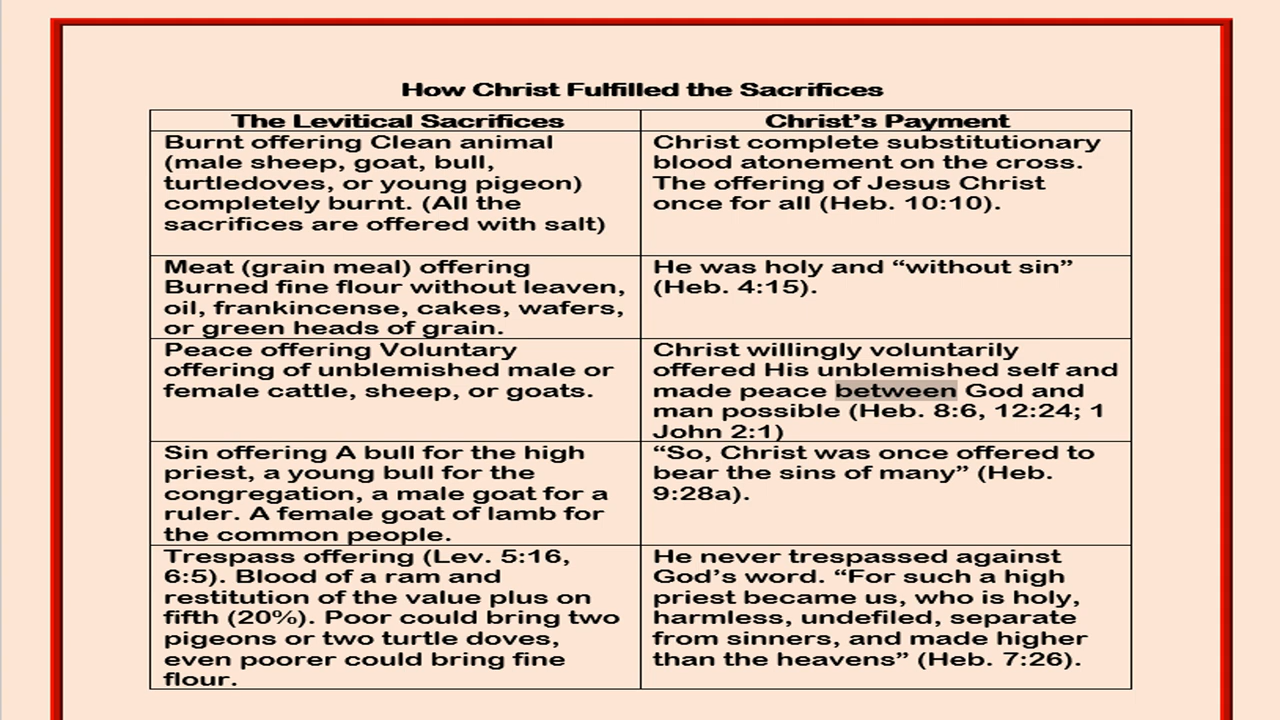 How Christ Fulfilled the Sacrifices
The Levitical Sacrifices
Christ's Payment
Burnt offering Clean animal
(male sheep, goat, bull,
turtledoves, or young pigeon)
completely burnt. (All the
sacrifices are offered with salt)
Christ complete substitutionary
blood atonement on the cross.
The offering of Jesus Christ
once for all (Heb. 10:10).
Meat (grain meal) offering
Burned fine flour without leaven,
oil, frankincense, cakes, wafers,
or green heads of grain.
He was holy and “without sin”
(Heb. 4:15).
Peace offering Voluntary
offering of unblemished male or
female cattle, sheep, or goats.
Christ willingly voluntarily
offered His unblemished self and
made peace between God and
man possible (Heb. 8:6, 12:24; 1
John 2:1)
Sin offering A bull for the high
priest, a young bull for the
congregation, a male goat for a
ruler. A female goat of lamb for
the common people.
“So, Christ was once offered to
bear the sins of many” (Heb.
9:28a).
Trespass offering (Lev. 5:16,
6:5). Blood of a ram and
restitution of the value plus on
fifth (20%). Poor could bring two
pigeons or two turtle doves,
even poorer could bring fine
flour.
He never trespassed against
God’s word. “For such a high
priest became us, who is holy,
harmless, undefiled, separate
from sinners, and made higher
than the heavens” (Heb. 7:26).